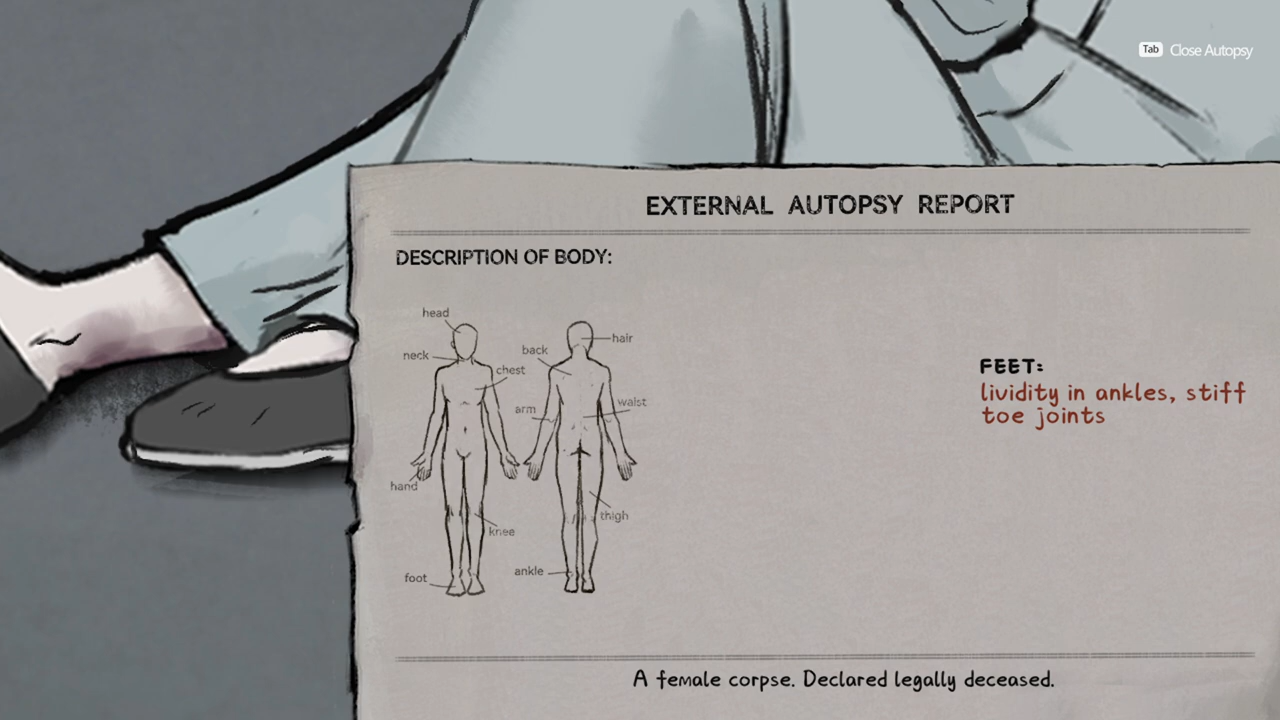 Tab Close Autopsy
EXTERNAL AUTOPSY REPORT
DESCRIPTION OF BODY:
head
neck
chest
hand
knee
foot
hair
back
arm
waist
thigh
ankle
FEET:
lividity in ankles, stiff
toe joints
A female corpse. Declared legally deceased.